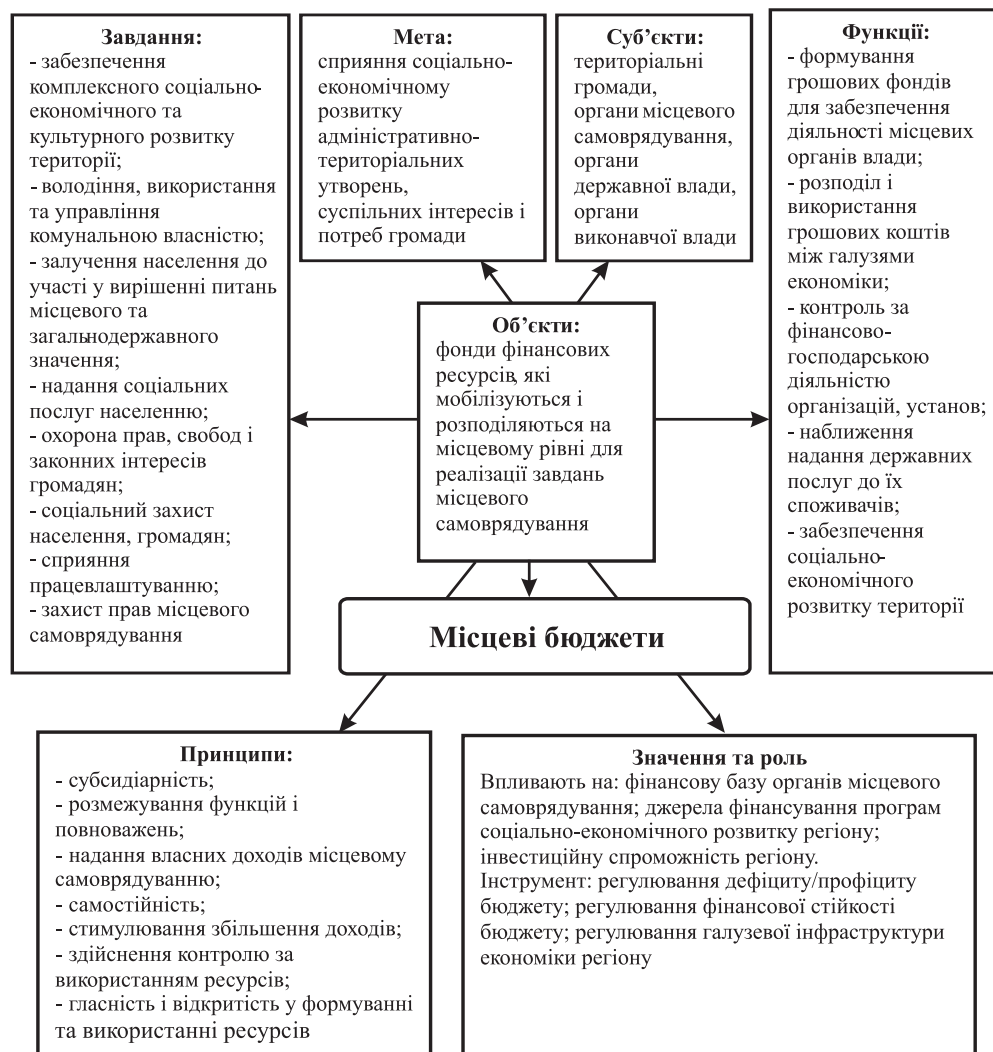 Завдання:
- забезпечення
комплексного соціально-
економічного та
культурного розвитку
території;
- володіння, використання
та управління
комунальною власністю;
- залучення населення до
участі у вирішенні питань
місцевого та
загальнодержавного
значення;
- надання соціальних
послуг населенню;
- охорона прав, свобод і
законних інтересів
громадян;
- соціальний захист
населення, громадян;
- сприяння
працевлаштуванню;
- захист прав місцевого
самоврядування
Мета:
сприяння соціально-
економічному
розвитку
адміністративно-
територіальних
утворень,
суспільних інтересів і
потреб громади
Суб’єкти:
територіальні
громади,
органи місцевого
самоврядування,
органи
державної влади,
органи
виконавчої влади
Функції:
- формування
грошових фондів
для забезпечення
діяльності місцевих
органів влади;
- розподіл і
використання
грошових коштів
між галузями
економіки;
- контроль за
фінансово-
господарською
діяльністю
організацій, установ;
- наближення
надання державних
послуг до їх
споживачів;
- забезпечення
соціально-
економічного
розвитку території
Об’єкти:
фонди фінансових
ресурсів, які
мобілізуються і
розподіляються на
місцевому рівні для
реалізації завдань
місцевого
самоврядування
Місцеві бюджети
Принципи:
- субсидіарність;
- розмежування функцій і
повноважень;
- надання власних доходів місцевому
самоврядуванню;
- самостійність;
- стимулювання збільшення доходів;
- здійснення контролю за
використанням ресурсів;
- гласність і відкритість у формуванні
та використанні ресурсів
Значення та роль
Впливають на: фінансову базу органів місцевого
самоврядування; джерела фінансування програм
соціально-економічного розвитку регіону;
інвестиційну спроможність регіону.
Інструмент: регулювання дефіциту/профіциту
бюджету; регулювання фінансової стійкості
бюджету; регулювання галузевої інфраструктури
економіки регіону